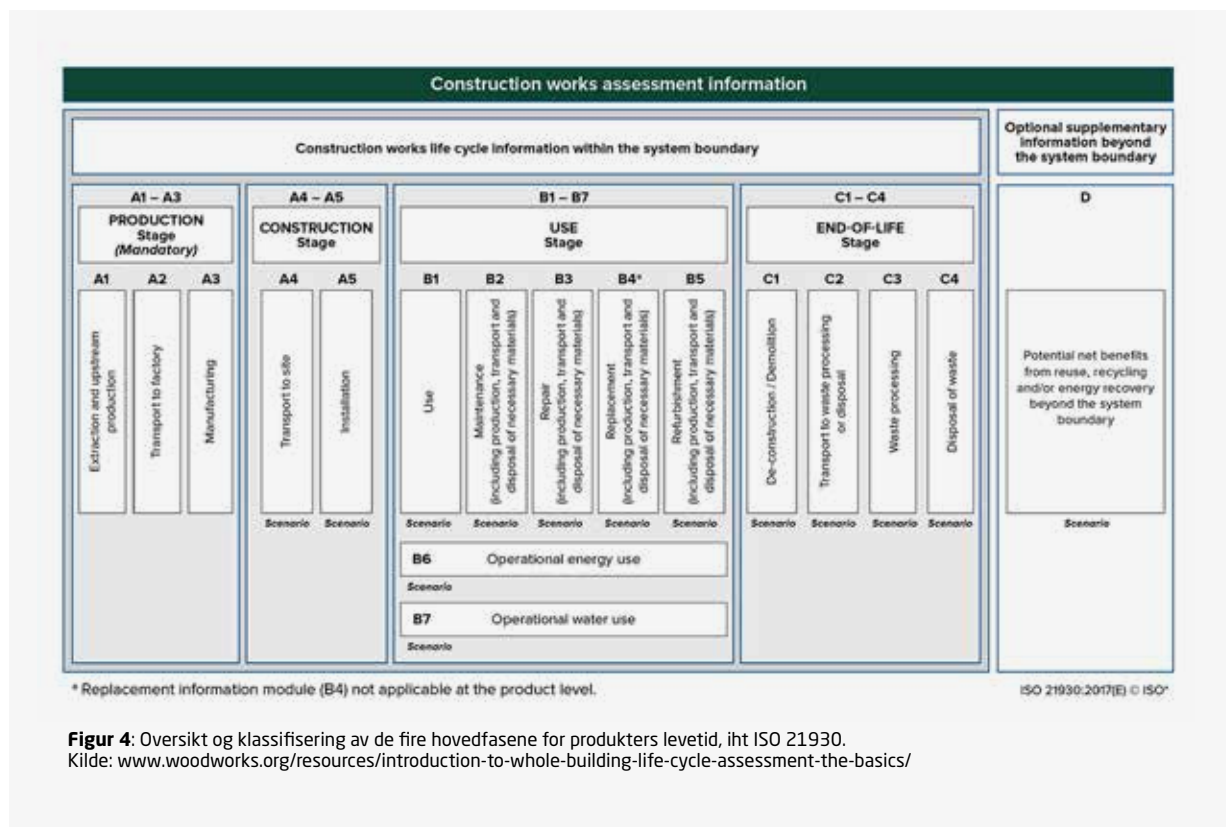 Construction works assessment information
Construction works life cycle information within the system boundary
Optional supplementary
information beyond
the system boundary
A1 – A3
PRODUCTION
Stage
(Mandatory)
A4 – A5
CONSTRUCTION
Stage
B1 – B7
USE
Stage
C1 – C4
END-OF-LIFE
Stage
D
A1
A2
A3
A4
A5
B1
B2
B3
B4*
B5
C1
C2
C3
C4
Extraction and upstream
production
Transport to factory
Manufacturing
Transport to site
Installation
Use
Maintenance
(including production, transport and
disposal of necessary materials)
Repair
(including production, transport and
disposal of necessary materials)
Replacement
(including production, transport and
disposal of necessary materials)
Refurbishment
(including production, transport and
disposal of necessary materials)
De-construction / Demolition
Transport to waste processing
or disposal
Waste processing
Disposal of waste
Potential net benefits
from reuse, recycling
and/or energy recovery
beyond the system
boundary
Scenario
Scenario
Scenario
Scenario
Scenario
Scenario
Scenario
Scenario
Scenario
Scenario
Scenario
Scenario
B6 Operational energy use
Scenario
B7 Operational water use
Scenario
* Replacement information module (B4) not applicable at the product level.
ISO 21930:2017(E) © ISO*
Figur 4: Oversikt og klassifisering av de fire hovedfasene for produkters levetid, iht ISO 21930.
Kilde: www.woodworks.org/resources/introduction-to-whole-building-life-cycle-assessment-the-basics/